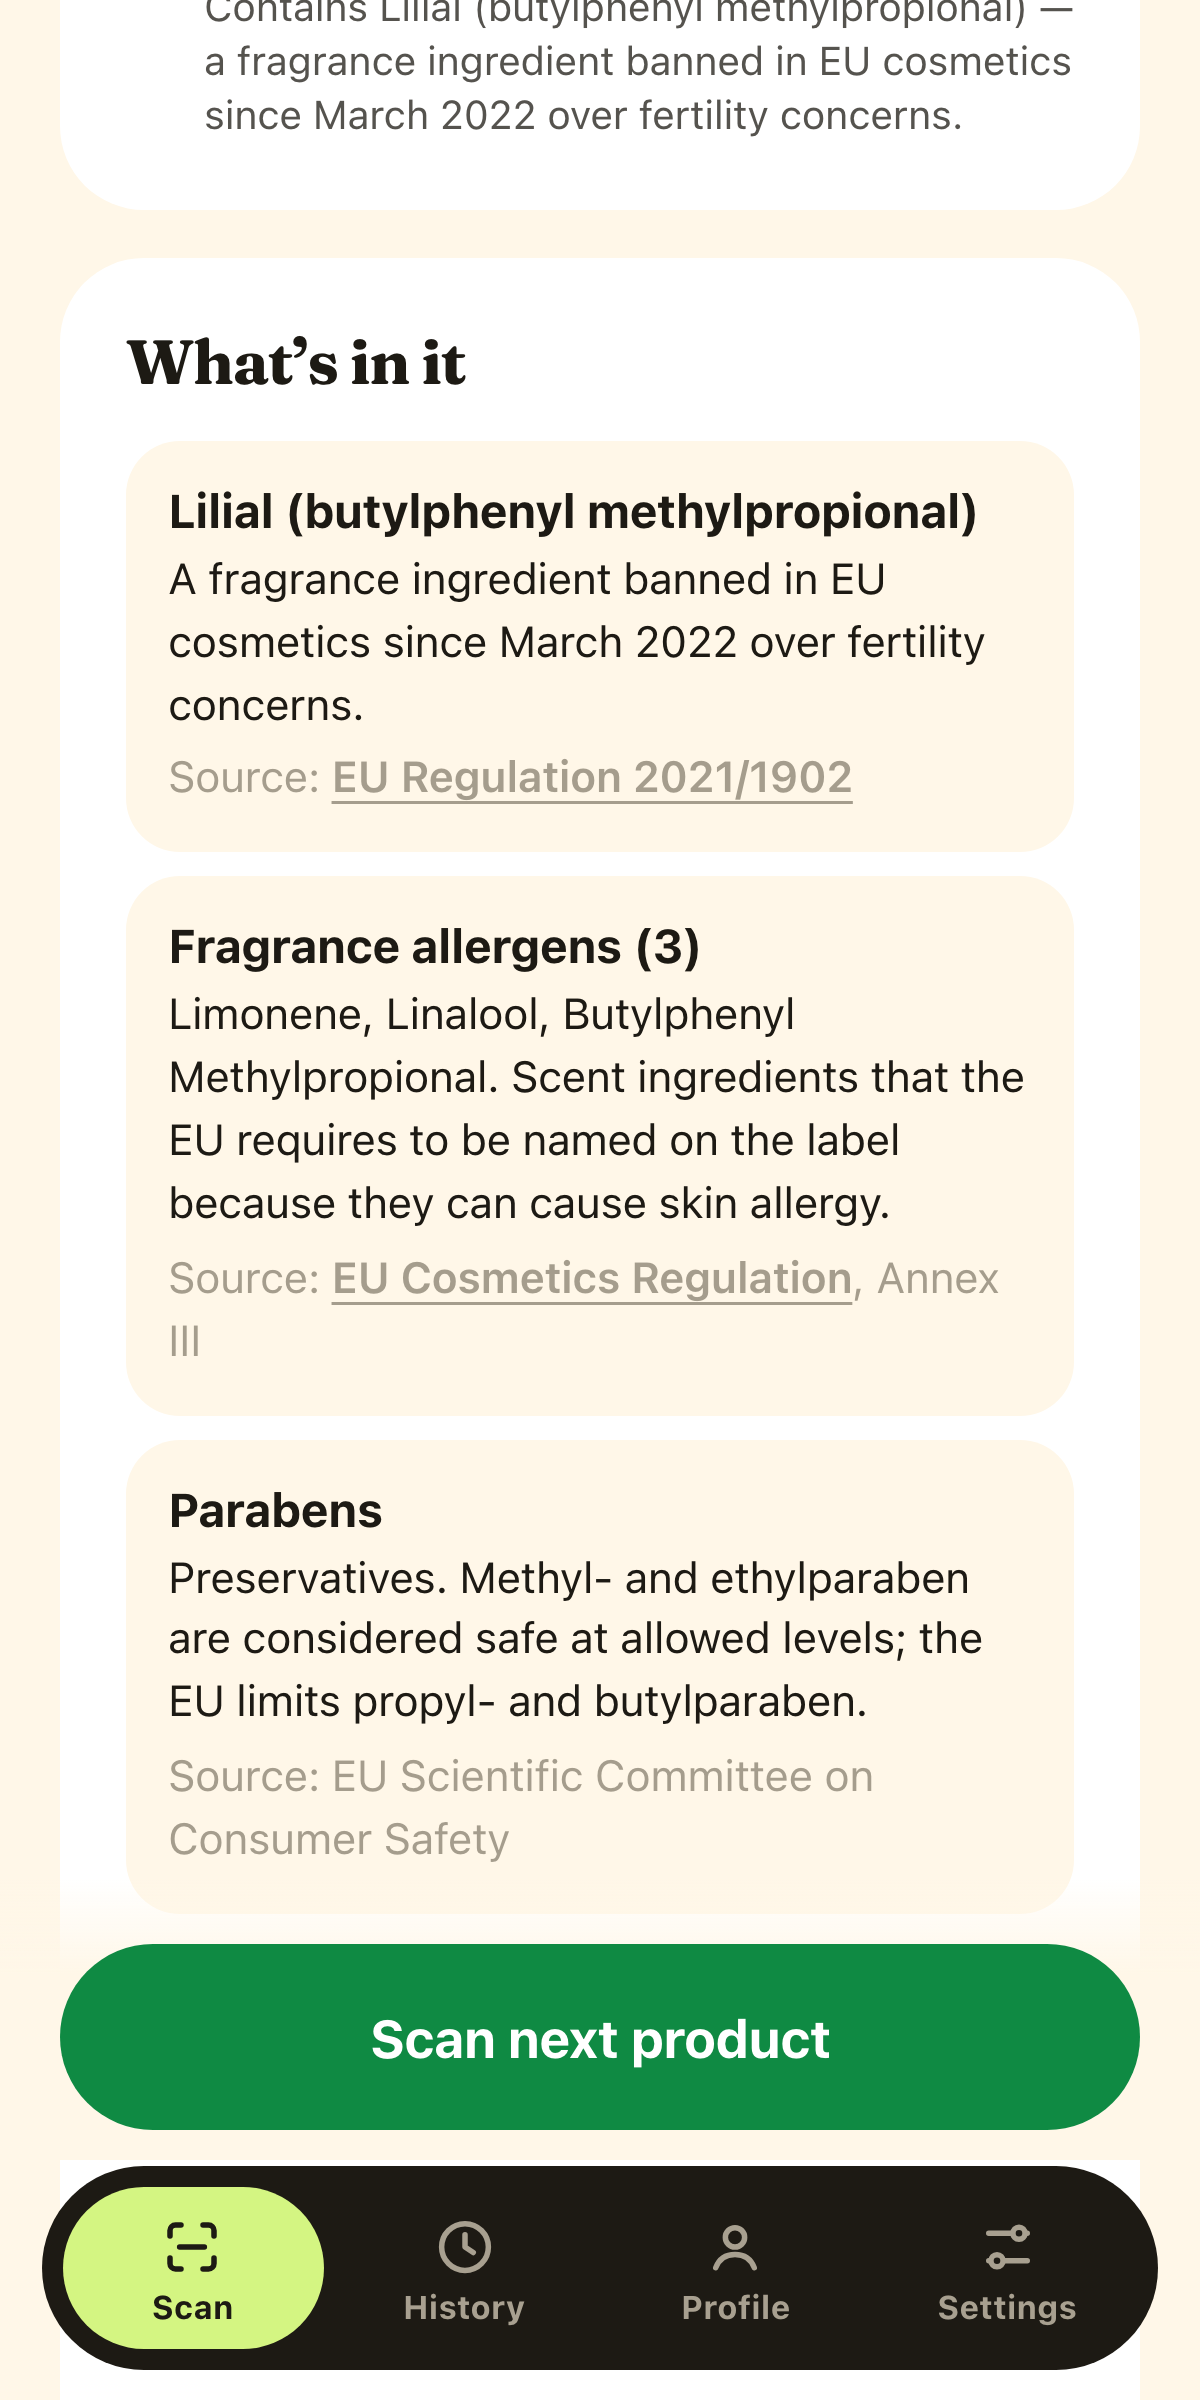 Contains Lilial (butylphenyl methylpropional) —
a fragrance ingredient banned in EU cosmetics
since March 2022 over fertility concerns.
What’s in it
Lilial (butylphenyl methylpropional)
A fragrance ingredient banned in EU
cosmetics since March 2022 over fertility
concerns.
Source: EU Regulation 2021/1902
Fragrance allergens (3)
Limonene, Linalool, Butylphenyl
Methylpropional. Scent ingredients that the
EU requires to be named on the label
because they can cause skin allergy.
Source: EU Cosmetics Regulation, Annex
III
Parabens
Preservatives. Methyl- and ethylparaben
are considered safe at allowed levels; the
EU limits propyl- and butylparaben.
Source: EU Scientific Committee on
Consumer Safety
Scan next product
Scan
History
Profile
Settings